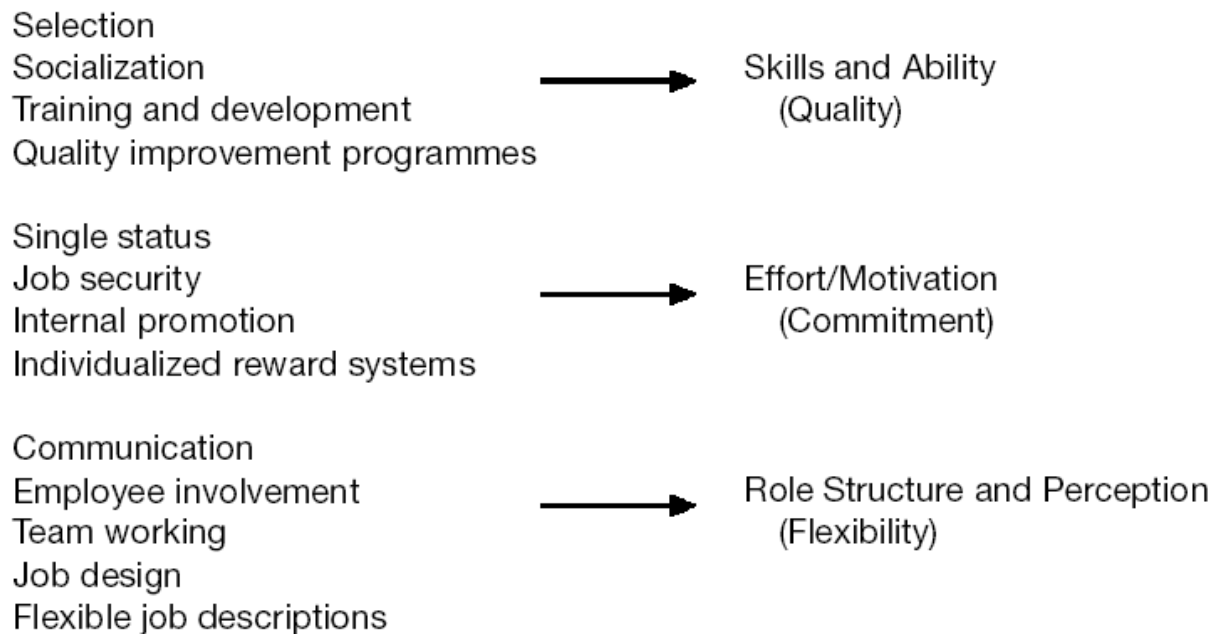 Selection
Socialization
Training and development
Quality improvement programmes
Skills and Ability
(Quality)
Single status
Job security
Internal promotion
Individualized reward systems
Effort/Motivation
(Commitment)
Communication
Employee involvement
Team working
Job design
Flexible job descriptions
Role Structure and Perception
(Flexibility)